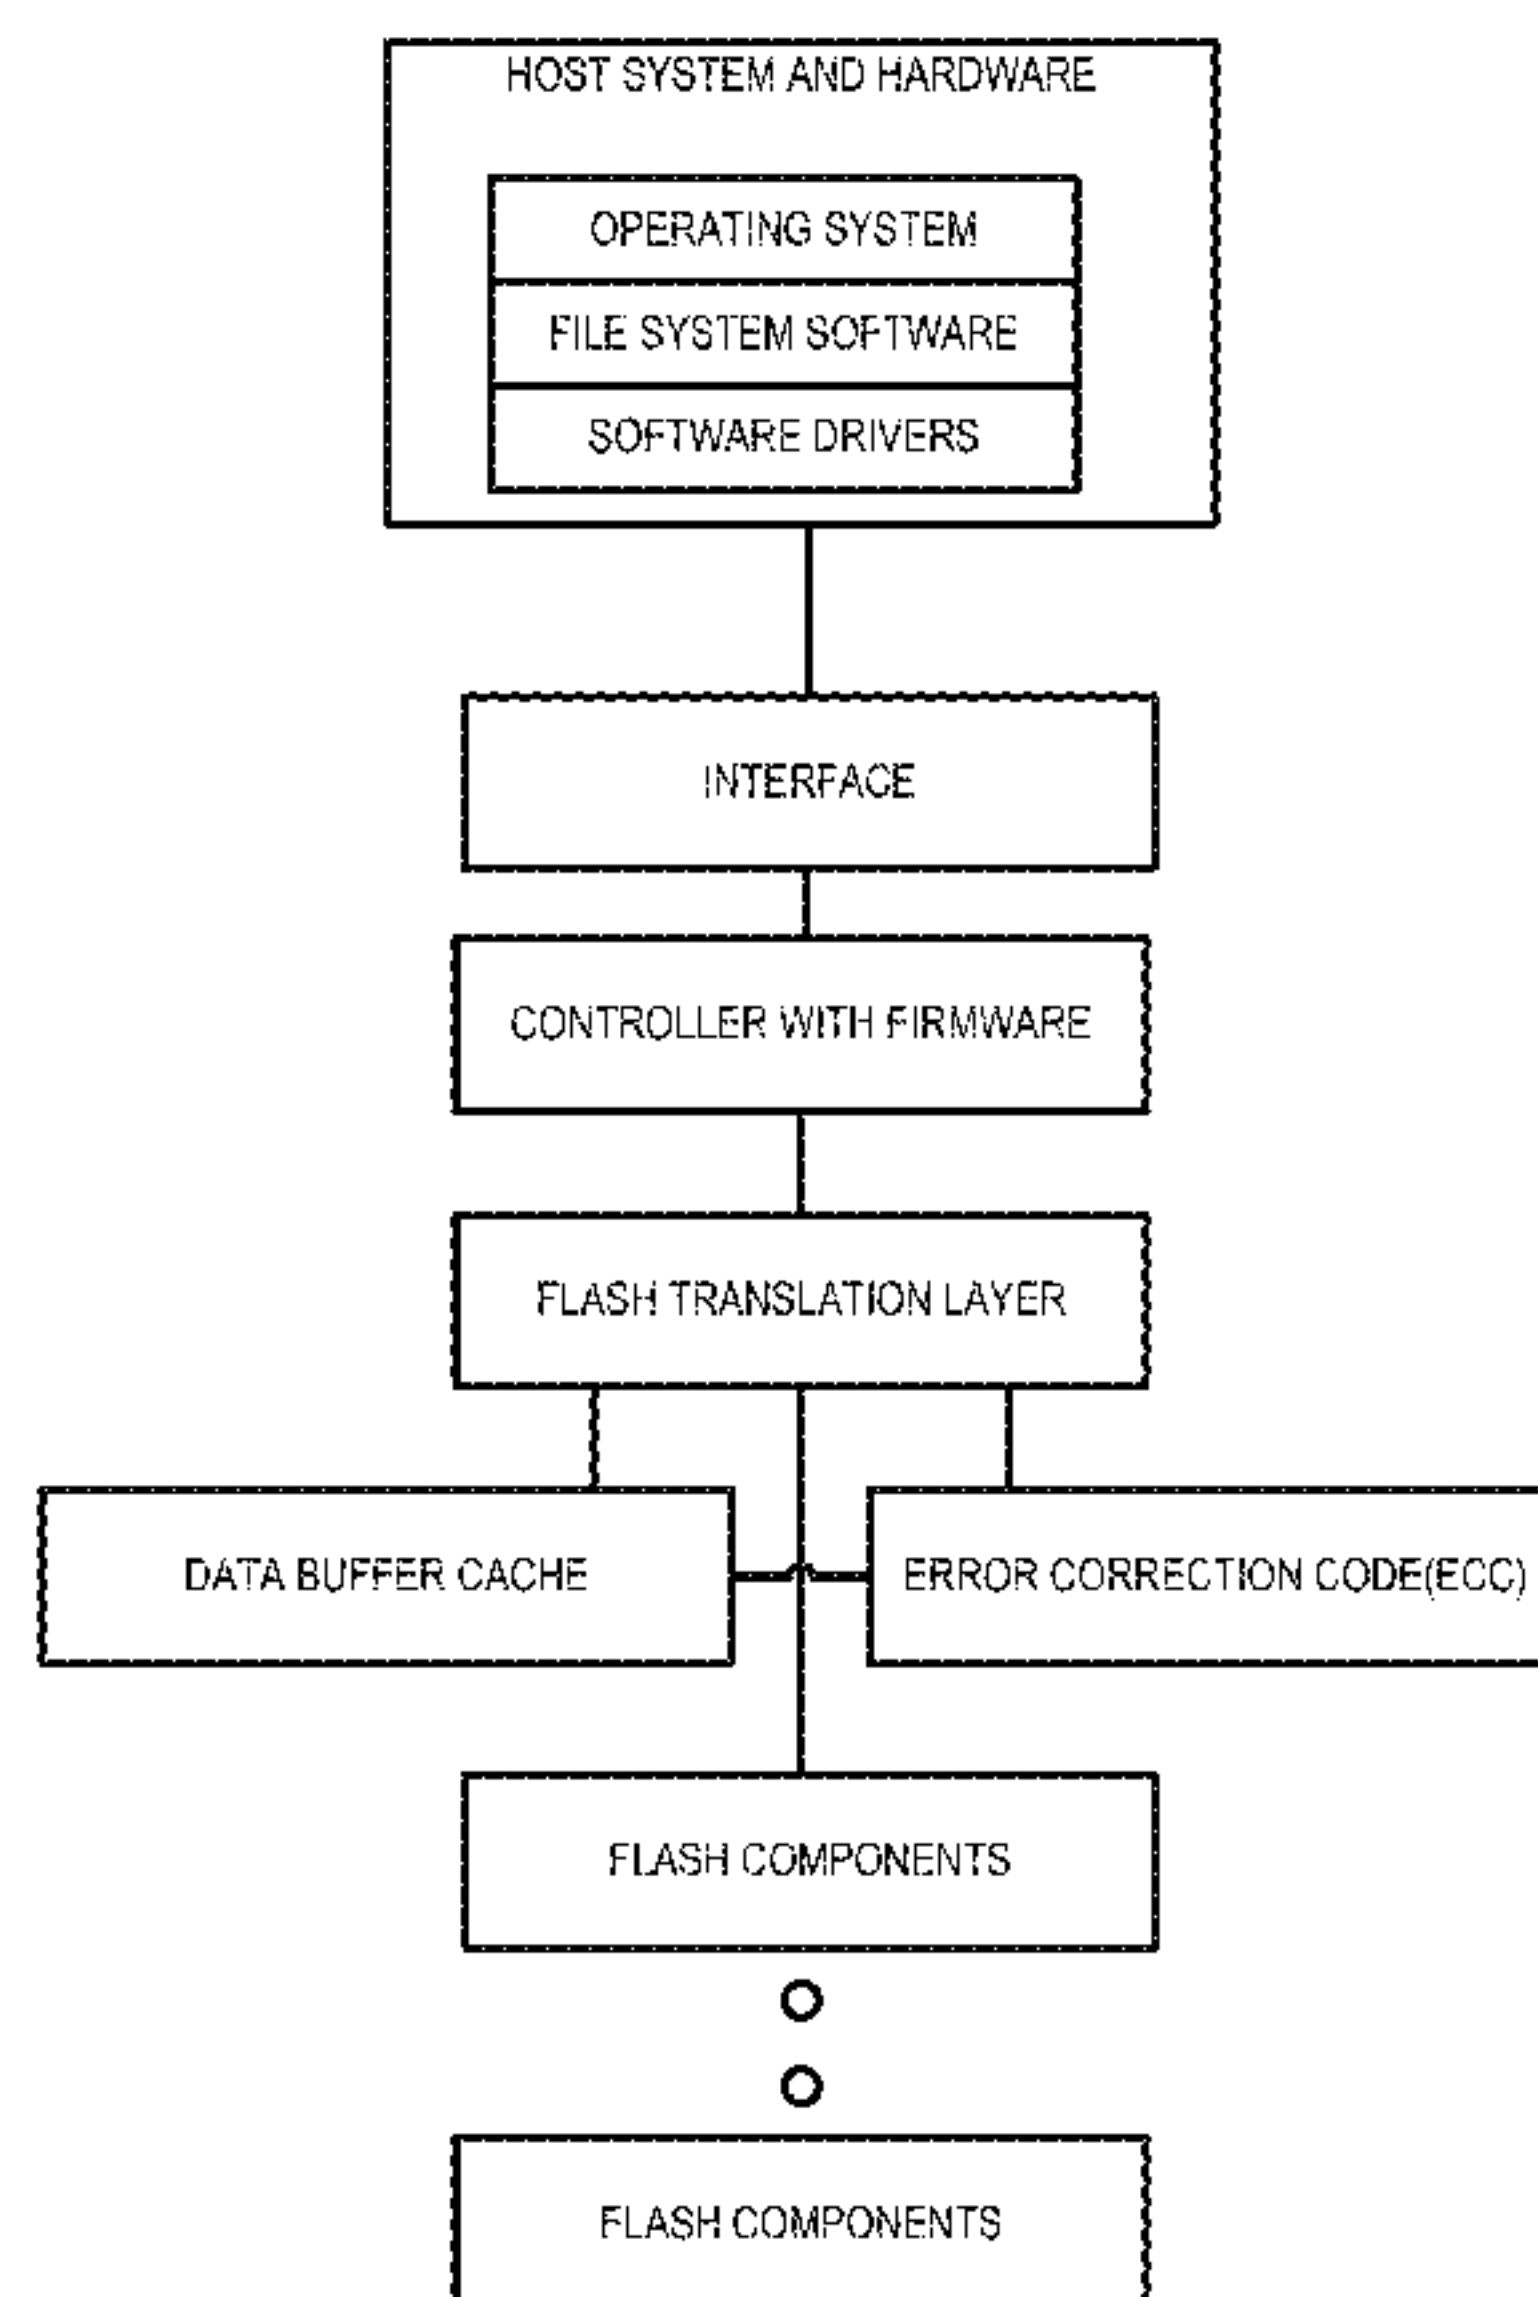 HOST SYSTEM AND HARDWARE
OPERATING SYSTEM
FILE SYSTEM SOFTWARE
SOFTWARE DRIVERS
INTERFACE
CONTROLLER WITH FIRMWARE
FLASH TRANSLATION LAYER
DATA BUFFER CACHE
ERROR CORRECTION CODE(ECC)
FLASH COMPONENTS
FLASH COMPONENTS